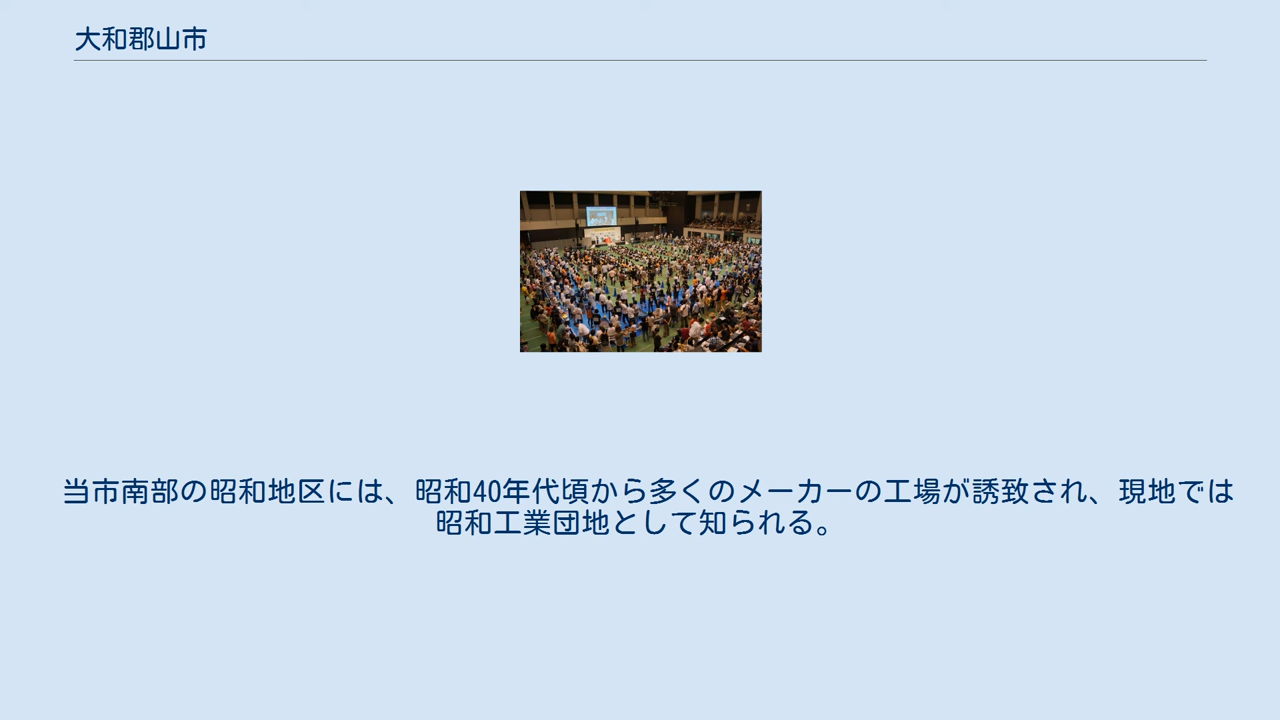 大和郡山市
当市南部の昭和地区には、昭和40年代頃から多くのメーカーの工場が誘致され、現地では
昭和工業団地として知られる。